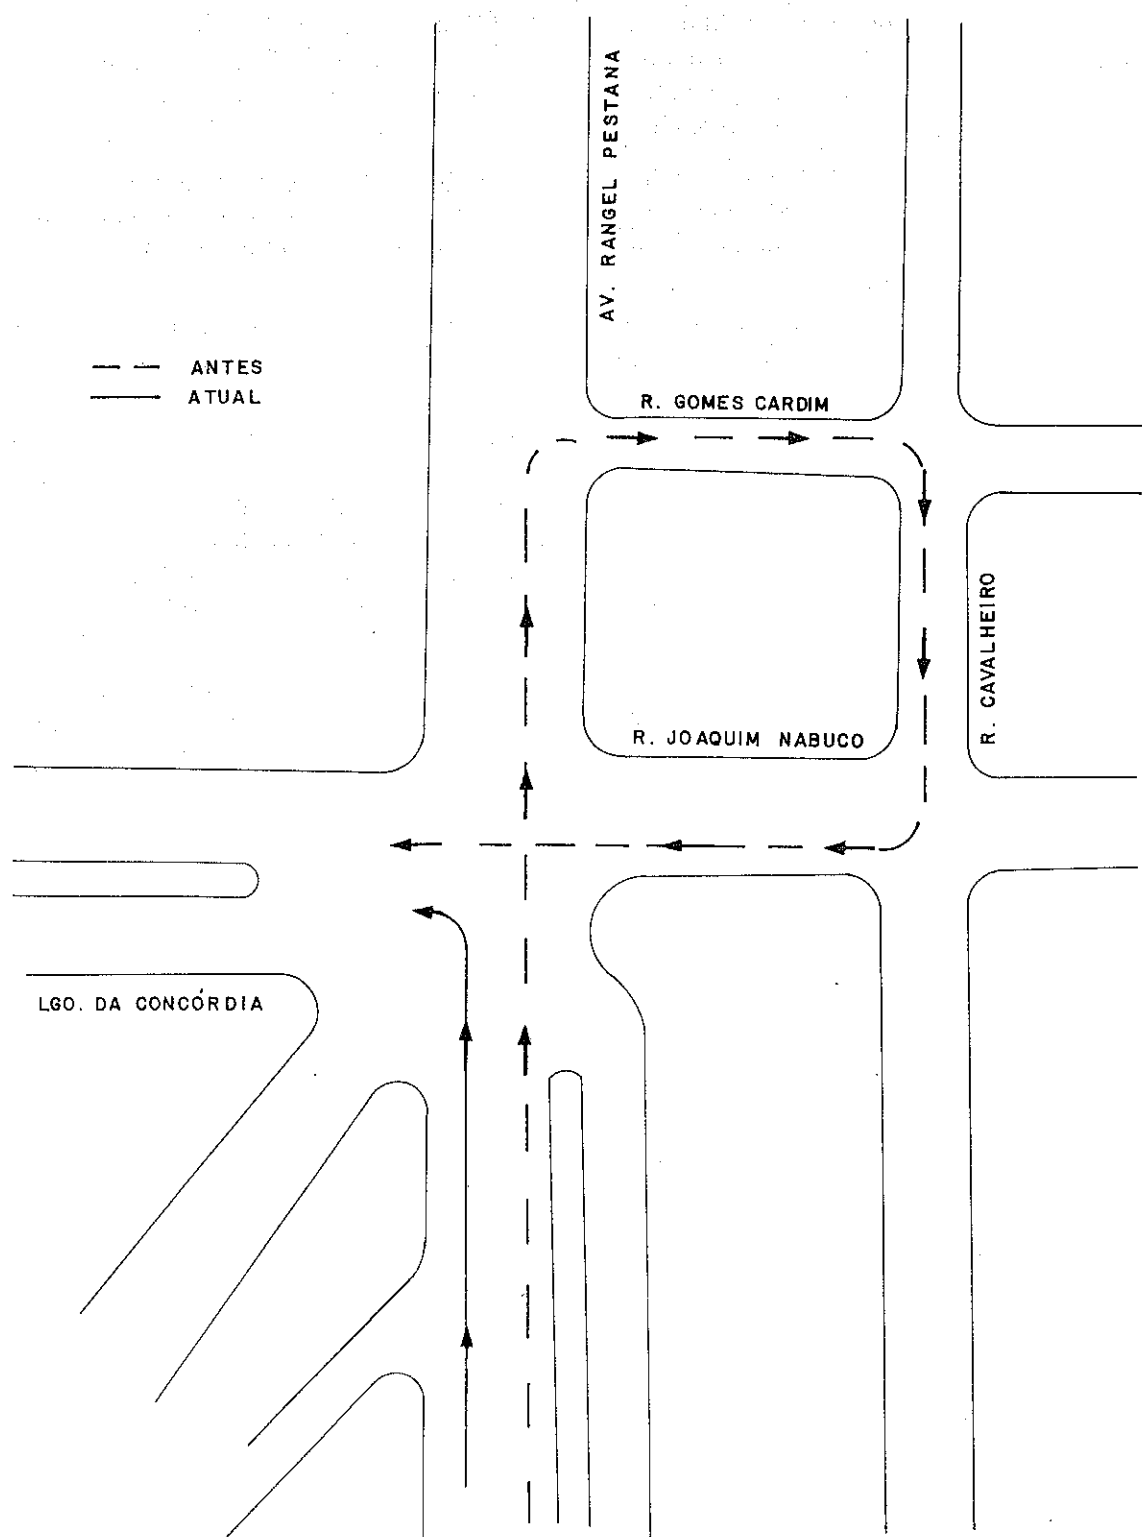 AV. RANGEL PESTANA
ANTES
ATUAL
R. GOMES CARDIM
R. CAVALHEIRO
R. JOAQUIM NABUCO
LGO. DA CONCÓRDIA